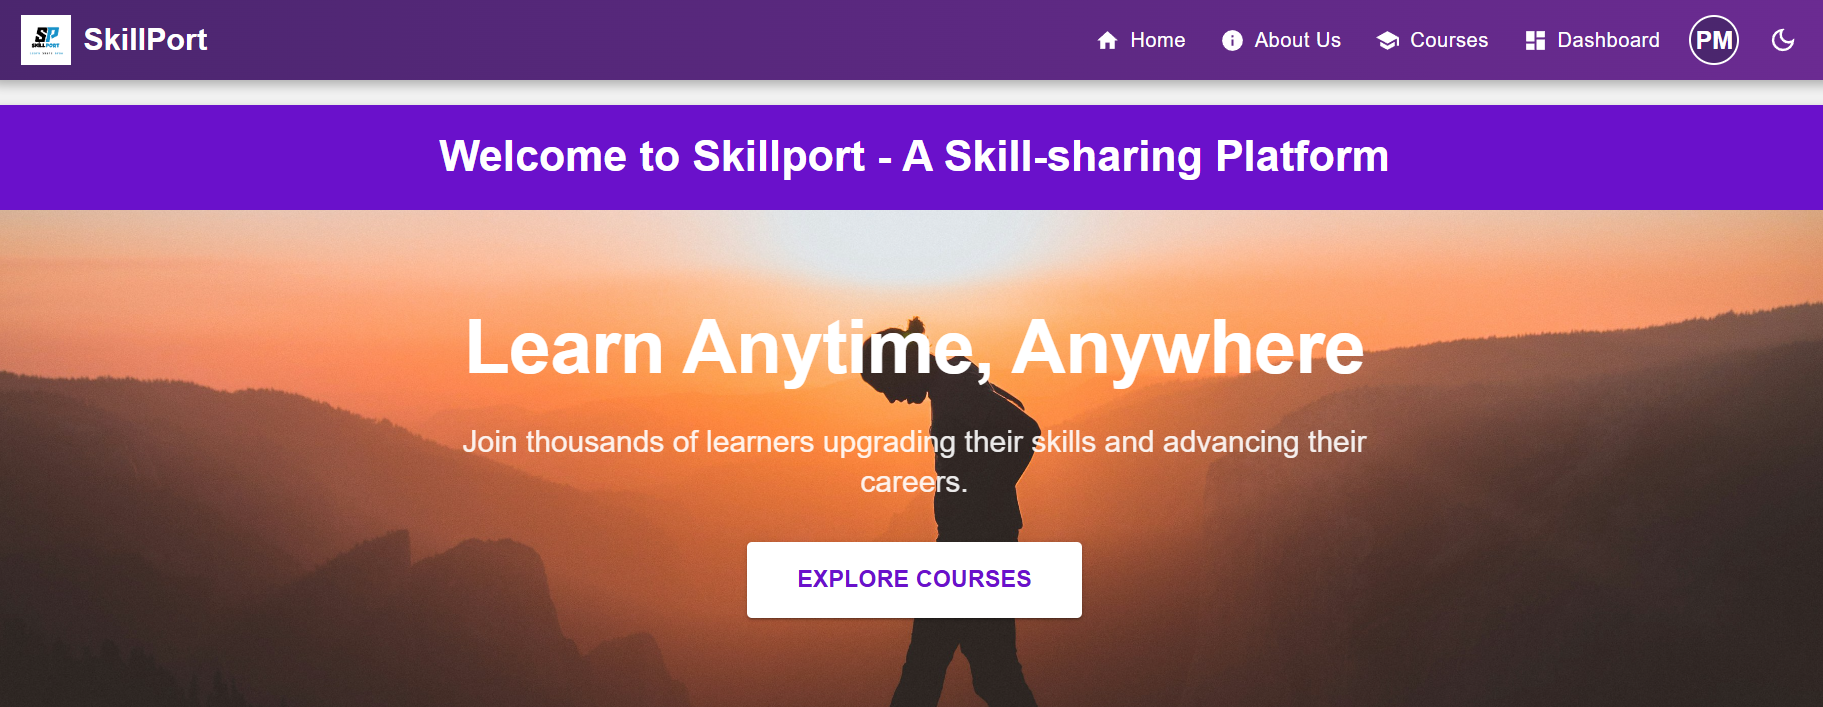 SP
SKILLPORT
SkillPort
Home
About Us
Courses
Dashboard
PM
Welcome to Skillport - A Skill-sharing Platform
Learn Anytime, Anywhere
Join thousands of learners upgrading their skills and advancing their
careers.
EXPLORE COURSES